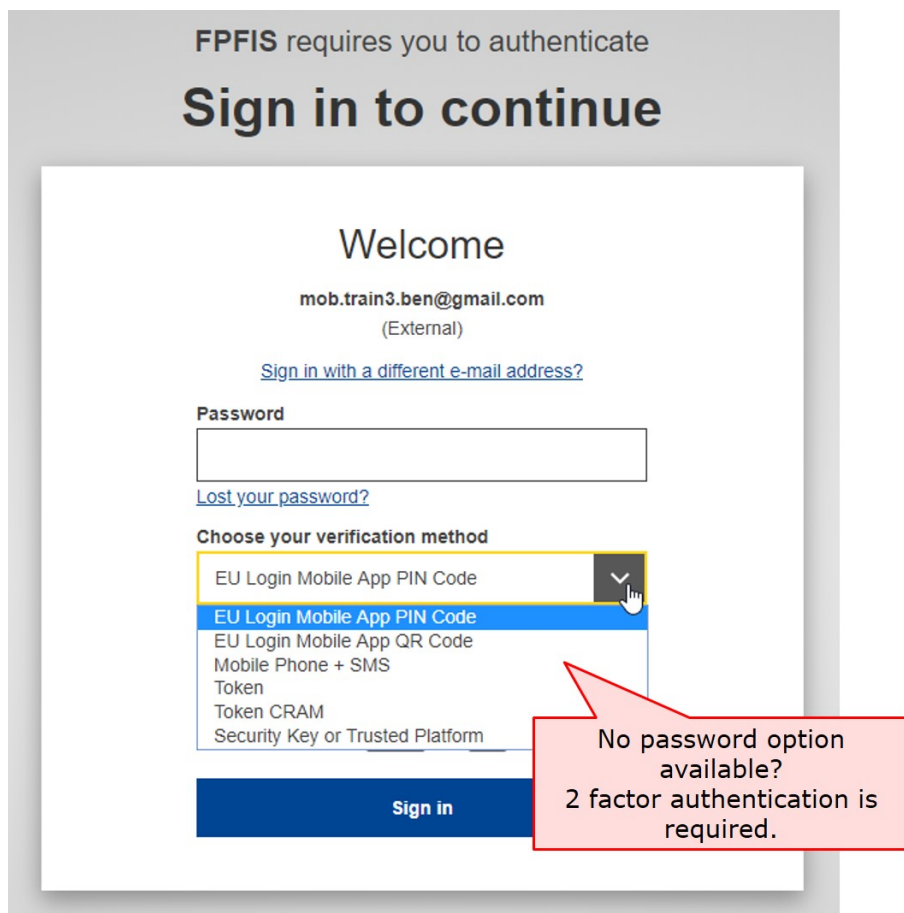 FPFIS requires you to authenticate
Sign in to continue
Welcome
mob.train3.ben@gmail.com
(External)
Sign in with a different e-mail address?
Password
Lost your password?
Choose your verification method
EU Login Mobile App PIN Code
EU Login Mobile App PIN Code
EU Login Mobile App QR Code
Mobile Phone + SMS
Token
Token CRAM
Security Key or Trusted Platform
Sign in
No password option
available?
2 factor authentication is
required.